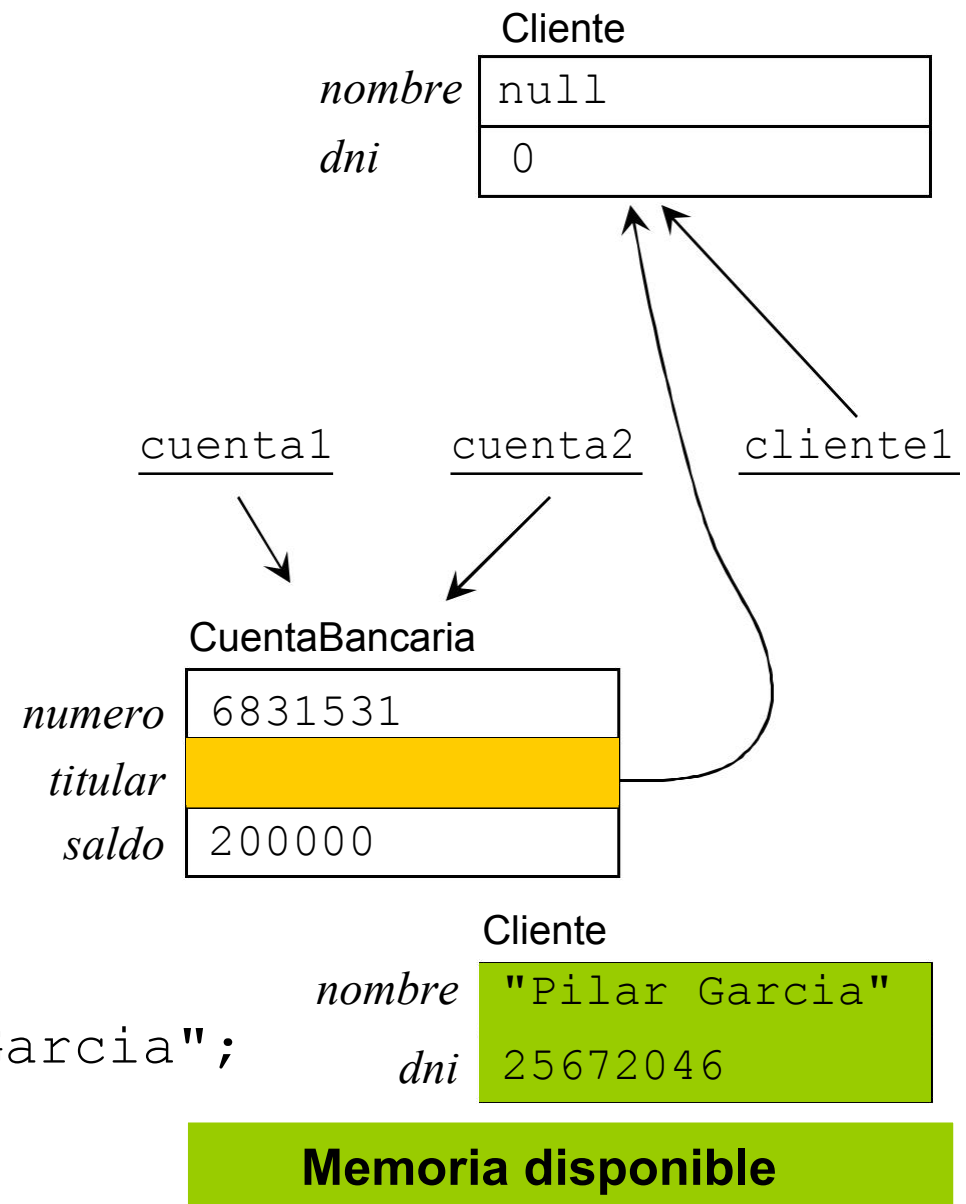 Cliente
nombre null
dni 0
cuenta1 cuenta2 cliente1
CuentaBancaria
numero 6831531
titular
saldo 200000
Cliente
nombre "Pilar Garcia"
arcia";
dni 25672046
Memoria disponible